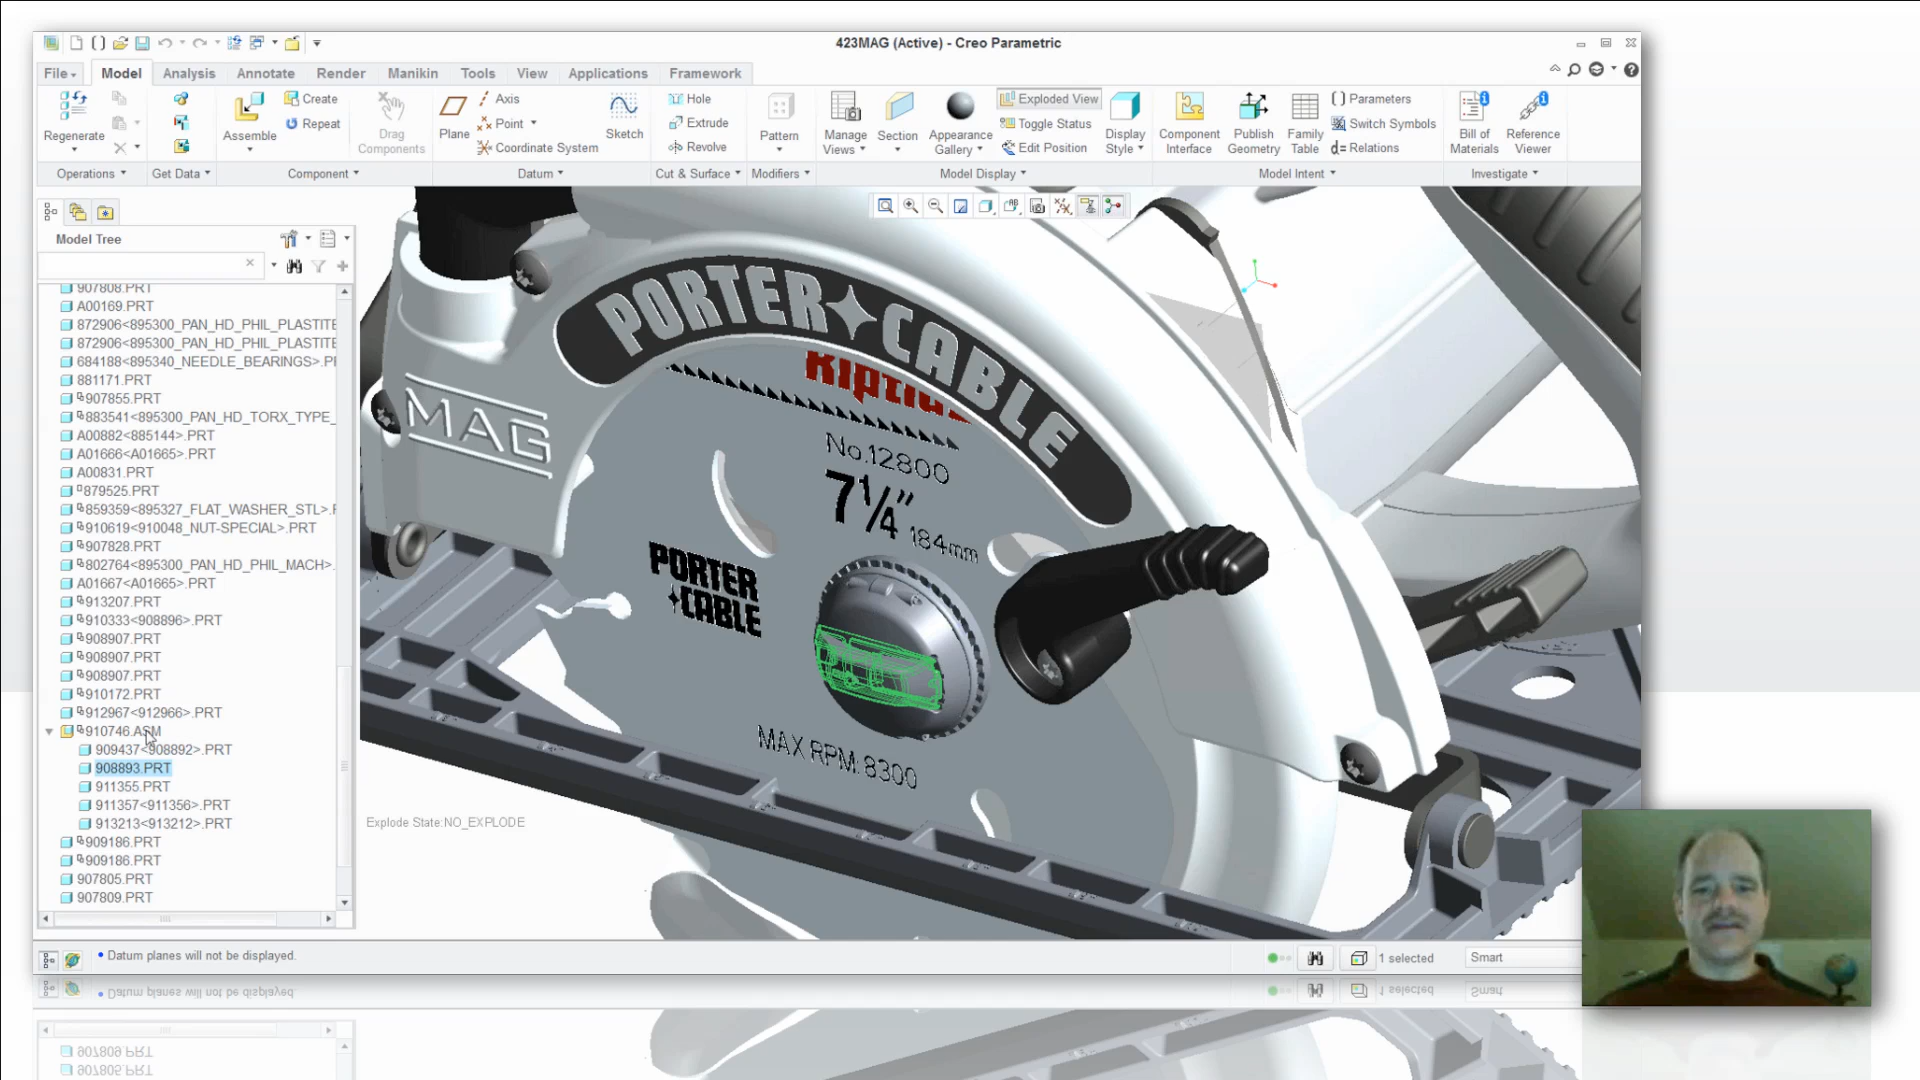 423MAG (Active) - Creo Parametric
File Model Analysis Annotate Render Manikin Tools View Applications Framework
Regenerate
Assemble
Create
Repeat
Drag Components
Plane
Axis
Point
Coordinate System
Sketch
Hole
Extrude
Revolve
Pattern
Manage Views
Section
Appearance Gallery
Exploded View
Toggle Status
Edit Position
Display Style
Component Interface
Publish Geometry
Family Table
Parameters
Switch Symbols
d= Relations
Bill of Materials
Reference Viewer
Operations Get Data Component Datum Cut & Surface Modifiers Model Display Model Intent Investigate
Model Tree
907808.PRT
A00169.PRT
872906<895300_PAN_HD_PHIL_PLASTITE
872906<895300_PAN_HD_PHIL_PLASTITE
684188<895340_NEEDLE_BEARINGS>.P
881171.PRT
907855.PRT
883541<895300_PAN_HD_TORX_TYPE_
A00882<885144>.PRT
A01666<A01665>.PRT
A00831.PRT
879525.PRT
859359<895327_FLAT_WASHER_STL>.
910619<910048_NUT-SPECIAL>.PRT
907828.PRT
802764<895300_PAN_HD_PHIL_MACH>.
A01667<A01665>.PRT
913207.PRT
910333<908896>.PRT
908907.PRT
908907.PRT
908907.PRT
910172.PRT
912967<912966>.PRT
910746.ASM
909437<908892>.PRT
908893.PRT
911355.PRT
911357<911356>.PRT
913213<913212>.PRT
909186.PRT
909186.PRT
907805.PRT
907809.PRT
PORTER CABLE
MAG
No.12800
7 1/4" 184mm
PORTER
CABLE
MAX RPM 8300
Explode State:NO_EXPLODE
• Datum planes will not be displayed.
1 selected
Smart